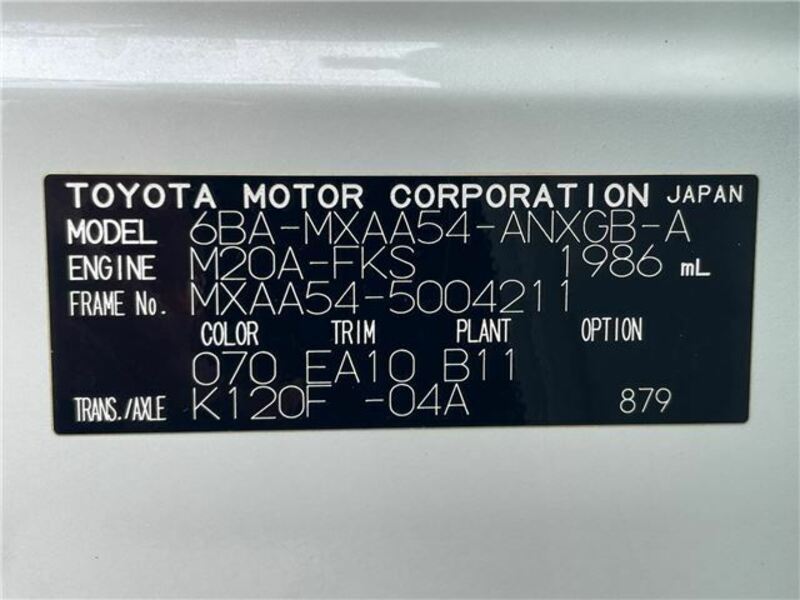 TOYOTA MOTOR CORPORATION JAPAN
MODEL 6BA-MXAA54-ANXGB-A
ENGINE M20A-FKS 1986 mL
FRAME No. MXAA54-5004211
COLOR TRIM PLANT OPTION
070 EA10 B11
TRANS./AXLE K120F -04A 879